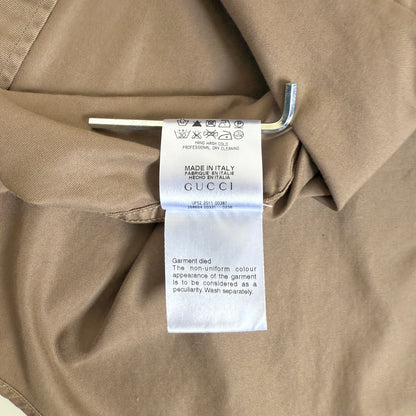 HAND WASH COLD
PROFESSIONAL DRY CLEANING
MADE IN ITALY
FABRIQUE EN ITALIE
HECHO EN ITALIA
GUCCI
Garment died
The non-uniform colour
appearance of the garment
is to be considered as a
peculiarity. Wash separately.